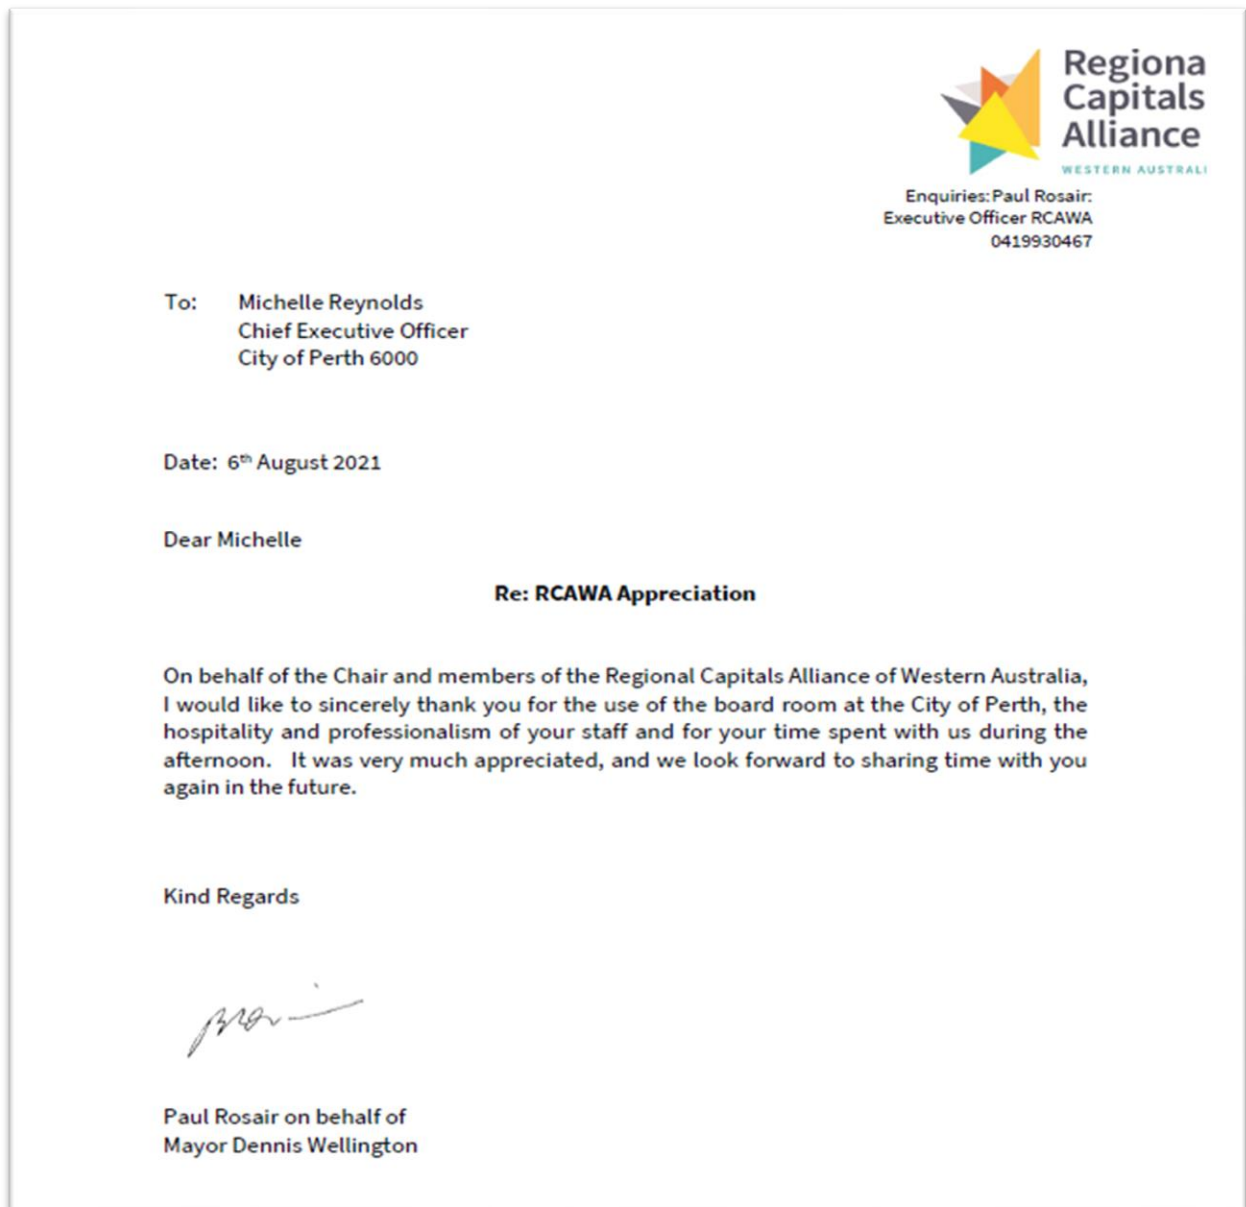 Regiona
Capitals
Alliance
WESTERN AUSTRALI
Enquiries: Paul Rosair:
Executive Officer RCAWA
0419930467
To: Michelle Reynolds
Chief Executive Officer
City of Perth 6000
Date: 6th August 2021
Dear Michelle
Re: RCAWA Appreciation
On behalf of the Chair and members of the Regional Capitals Alliance of Western Australia,
I would like to sincerely thank you for the use of the board room at the City of Perth, the
hospitality and professionalism of your staff and for your time spent with us during the
afternoon. It was very much appreciated, and we look forward to sharing time with you
again in the future.
Kind Regards
Paul Rosair on behalf of
Mayor Dennis Wellington